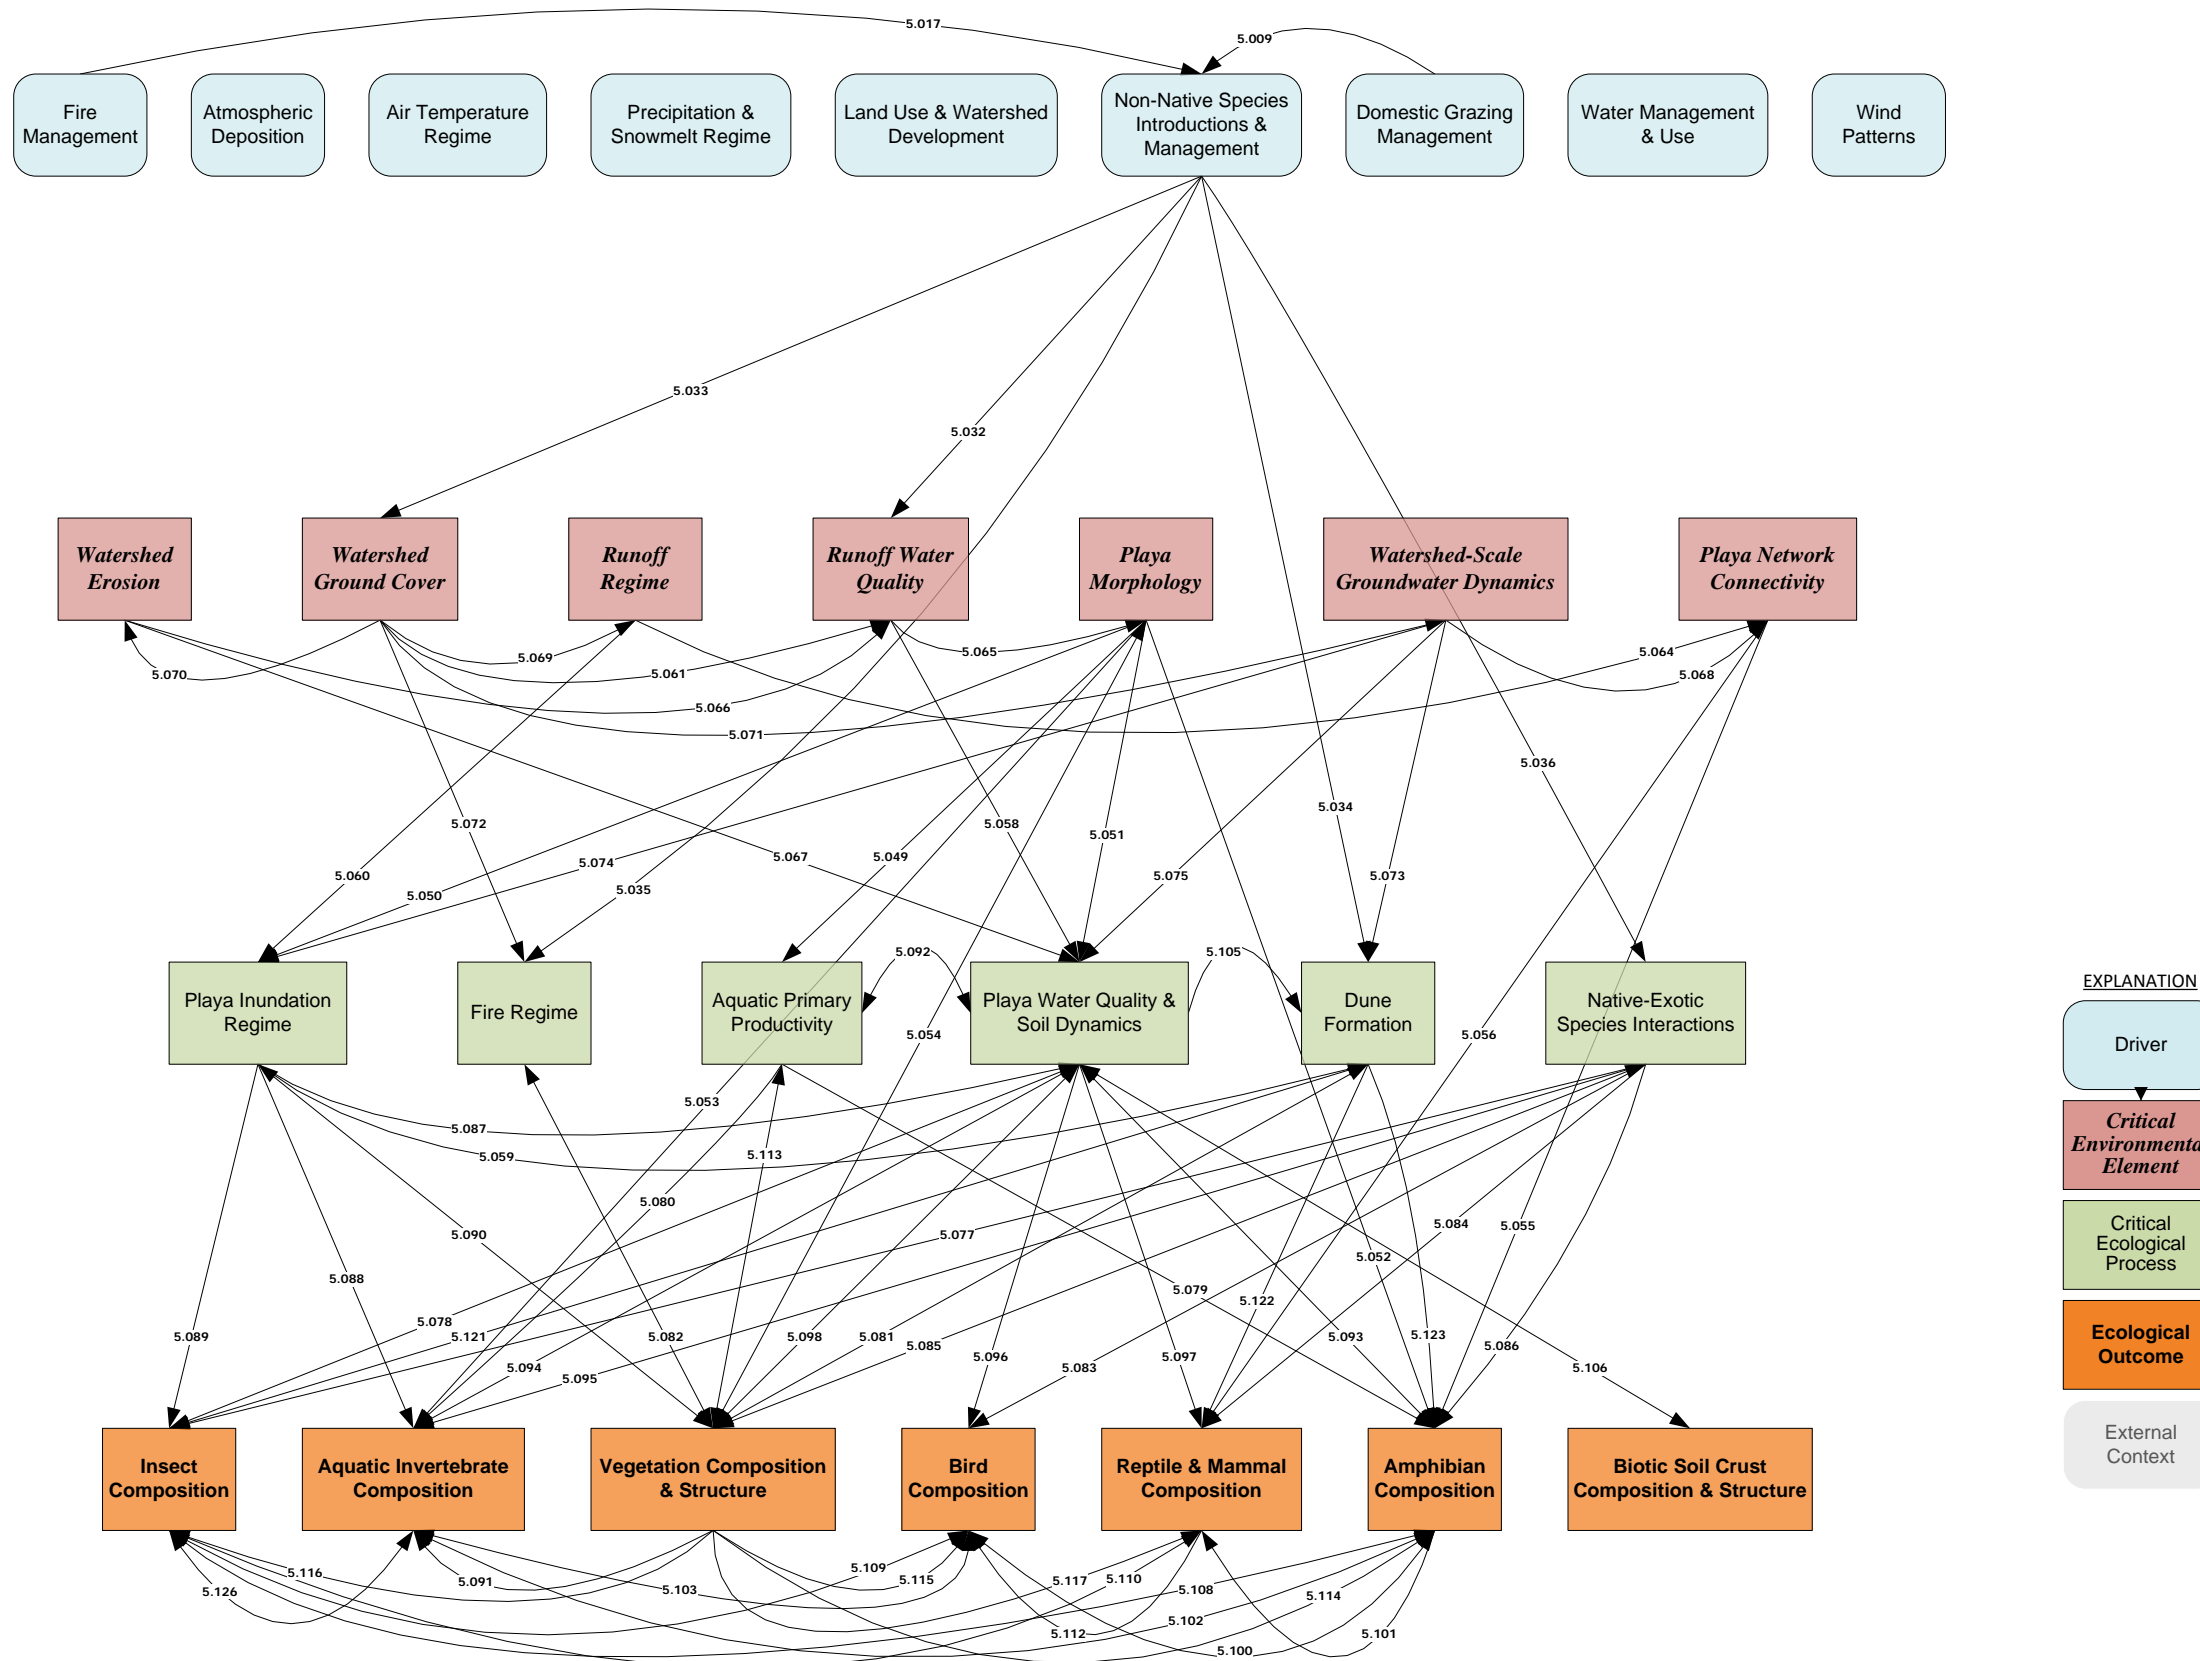 5.017
5.009
Fire
Management
Atmospheric
Deposition
Air Temperature
Regime
Precipitation &
Snowmelt Regime
Land Use & Watershed
Development
Non-Native Species
Introductions &
Management
Domestic Grazing
Management
Water Management
& Use
Wind
Patterns
5.033
5.032
Watershed
Erosion
Watershed
Ground Cover
Runoff
Regime
Runoff Water
Quality
Playa
Morphology
Watershed-Scale
Groundwater Dynamics
Playa Network
Connectivity
5.070
5.069
5.061
5.065
5.064
5.068
5.066
5.071
5.036
5.034
5.072
5.058
5.051
5.067
5.049
5.074
5.060
5.075
5.073
5.035
5.050
5.092
5.105
Playa Inundation
Regime
Fire Regime
Aquatic Primary
Productivity
Playa Water Quality &
Soil Dynamics
Dune
Formation
Native-Exotic
Species Interactions
5.054
5.056
5.053
5.087
5.059
5.113
5.080
5.090
5.077
5.084
5.055
5.052
5.088
5.079
5.122
5.078
5.121
5.089
5.082
5.098
5.081
5.085
5.093
5.123
5.086
5.094
5.095
5.096
5.097
5.083
5.106
Insect
Composition
Aquatic Invertebrate
Composition
Vegetation Composition
& Structure
Bird
Composition
Reptile & Mammal
Composition
Amphibian
Composition
Biotic Soil Crust
Composition & Structure
5.116
5.126
5.091
5.103
5.109
5.115
5.117
5.110
5.108
5.114
5.102
5.112
5.101
5.100
EXPLANATION
Driver
Critical
Environmenta
Element
Critical
Ecological
Process
Ecological
Outcome
External
Context